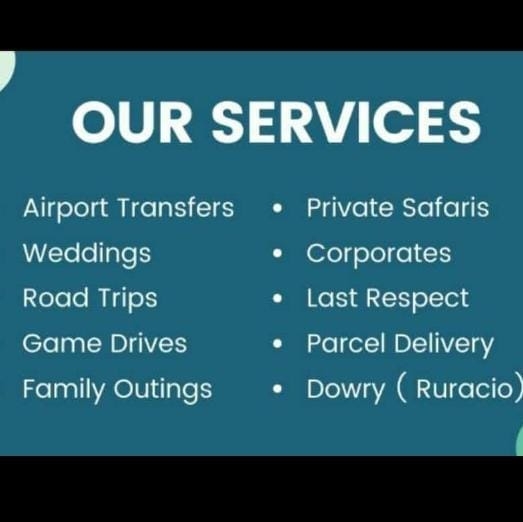 OUR SERVICES
Airport Transfers
Weddings
Road Trips
Game Drives
Family Outings
• Private Safaris
• Corporates
• Last Respect
• Parcel Delivery
• Dowry ( Ruracio)